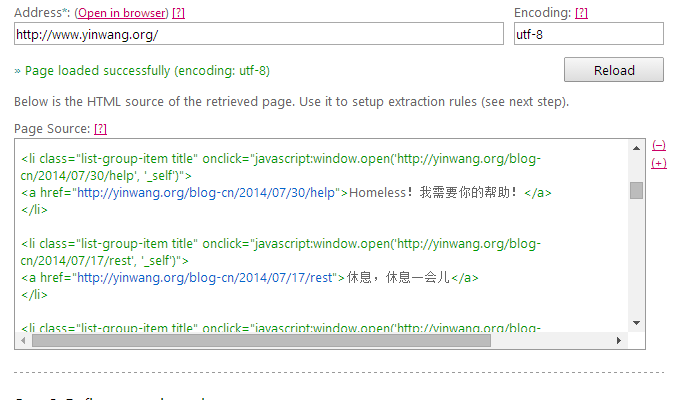 Address*: (Open in browser) [?]
Encoding: [?]
http://www.yinwang.org/
utf-8
» Page loaded successfully (encoding: utf-8)
Reload
Below is the HTML source of the retrieved page. Use it to setup extraction rules (see next step).
Page Source: [?]
(–)
(+)
<li class="list-group-item title" onclick="javascript:window.open('http://yinwang.org/blog-
cn/2014/07/30/help', '_self')">
<a href="http://yinwang.org/blog-cn/2014/07/30/help">Homeless！我需要你的帮助！</a>
</li>
<li class="list-group-item title" onclick="javascript:window.open('http://yinwang.org/blog-
cn/2014/07/17/rest', '_self')">
<a href="http://yinwang.org/blog-cn/2014/07/17/rest">休息，休息一会儿</a>
</li>
<li class="list-group-item title" onclick="javascript:window.open('http://yinwang.org/blog-